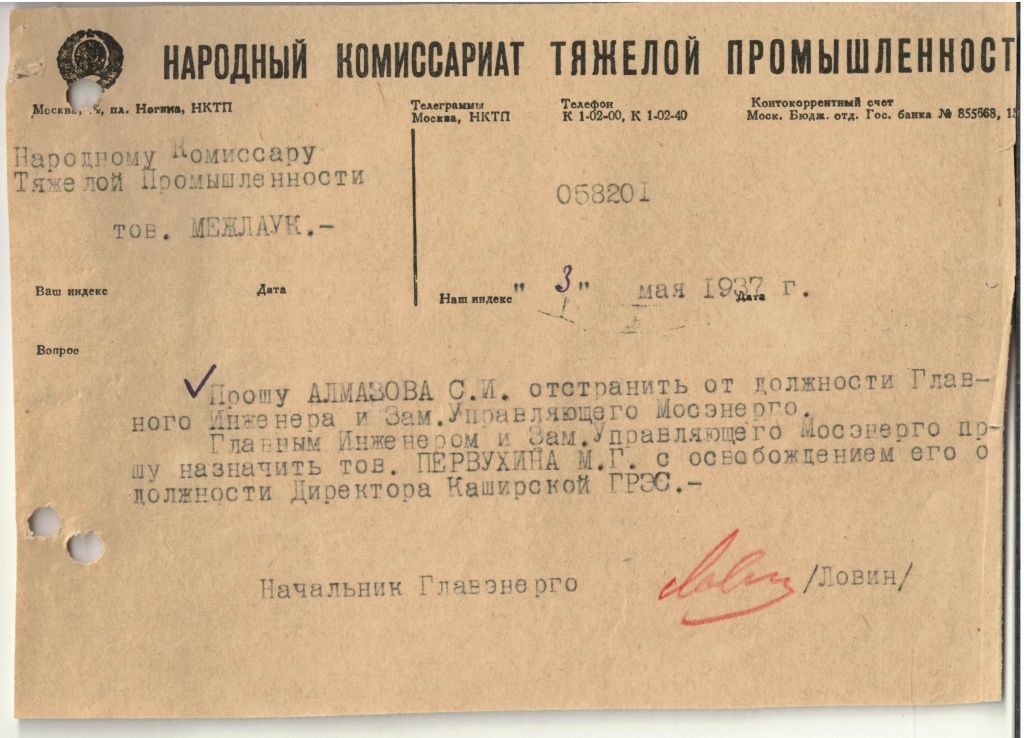 НАРОДНЫЙ КОМИССАРИАТ ТЯЖЕЛОЙ ПРОМЫШЛЕННОСТ
Москва, пл. Ногина, НКТП
Телеграммы
Москва, НКТП
Телефон
К 1-02-00, К 1-02-40
Контокоррентный счет
Моск. Бюдж. отд. Гос. банка № 855668,
Народному Комиссару
Тяжелой Промышленности
тов. МЕЖЛАУК.-
058201
Ваш индекс Дата
Наш индекс " 3 " мая 1937 г.
Дата
Вопрос
Прошу АЛМАЗОВА С.И. отстранить от должности Глав-
ного Инженера и Зам.Управляющего Мосэнерго.
Главным Инженером и Зам.Управляющего Мосэнерго пр-
шу назначить тов. ПЕРВУХИНА М.Г. с освобождением его о
должности Директора Каширской ГРЭС.-
Начальник Главэнерго Ловин /Ловин/